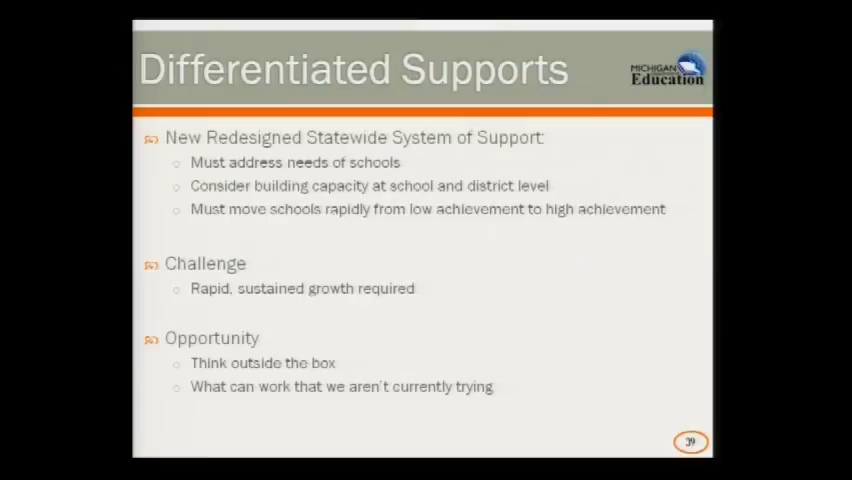 Differentiated Supports
MICHIGAN
Education
New Redesigned Statewide System of Support:
Must address needs of schools
Consider building capacity at school and district level
Must move schools rapidly from low achievement to high achievement
Challenge
Rapid, sustained growth required
Opportunity
Think outside the box
What can work that we aren't currently trying
39